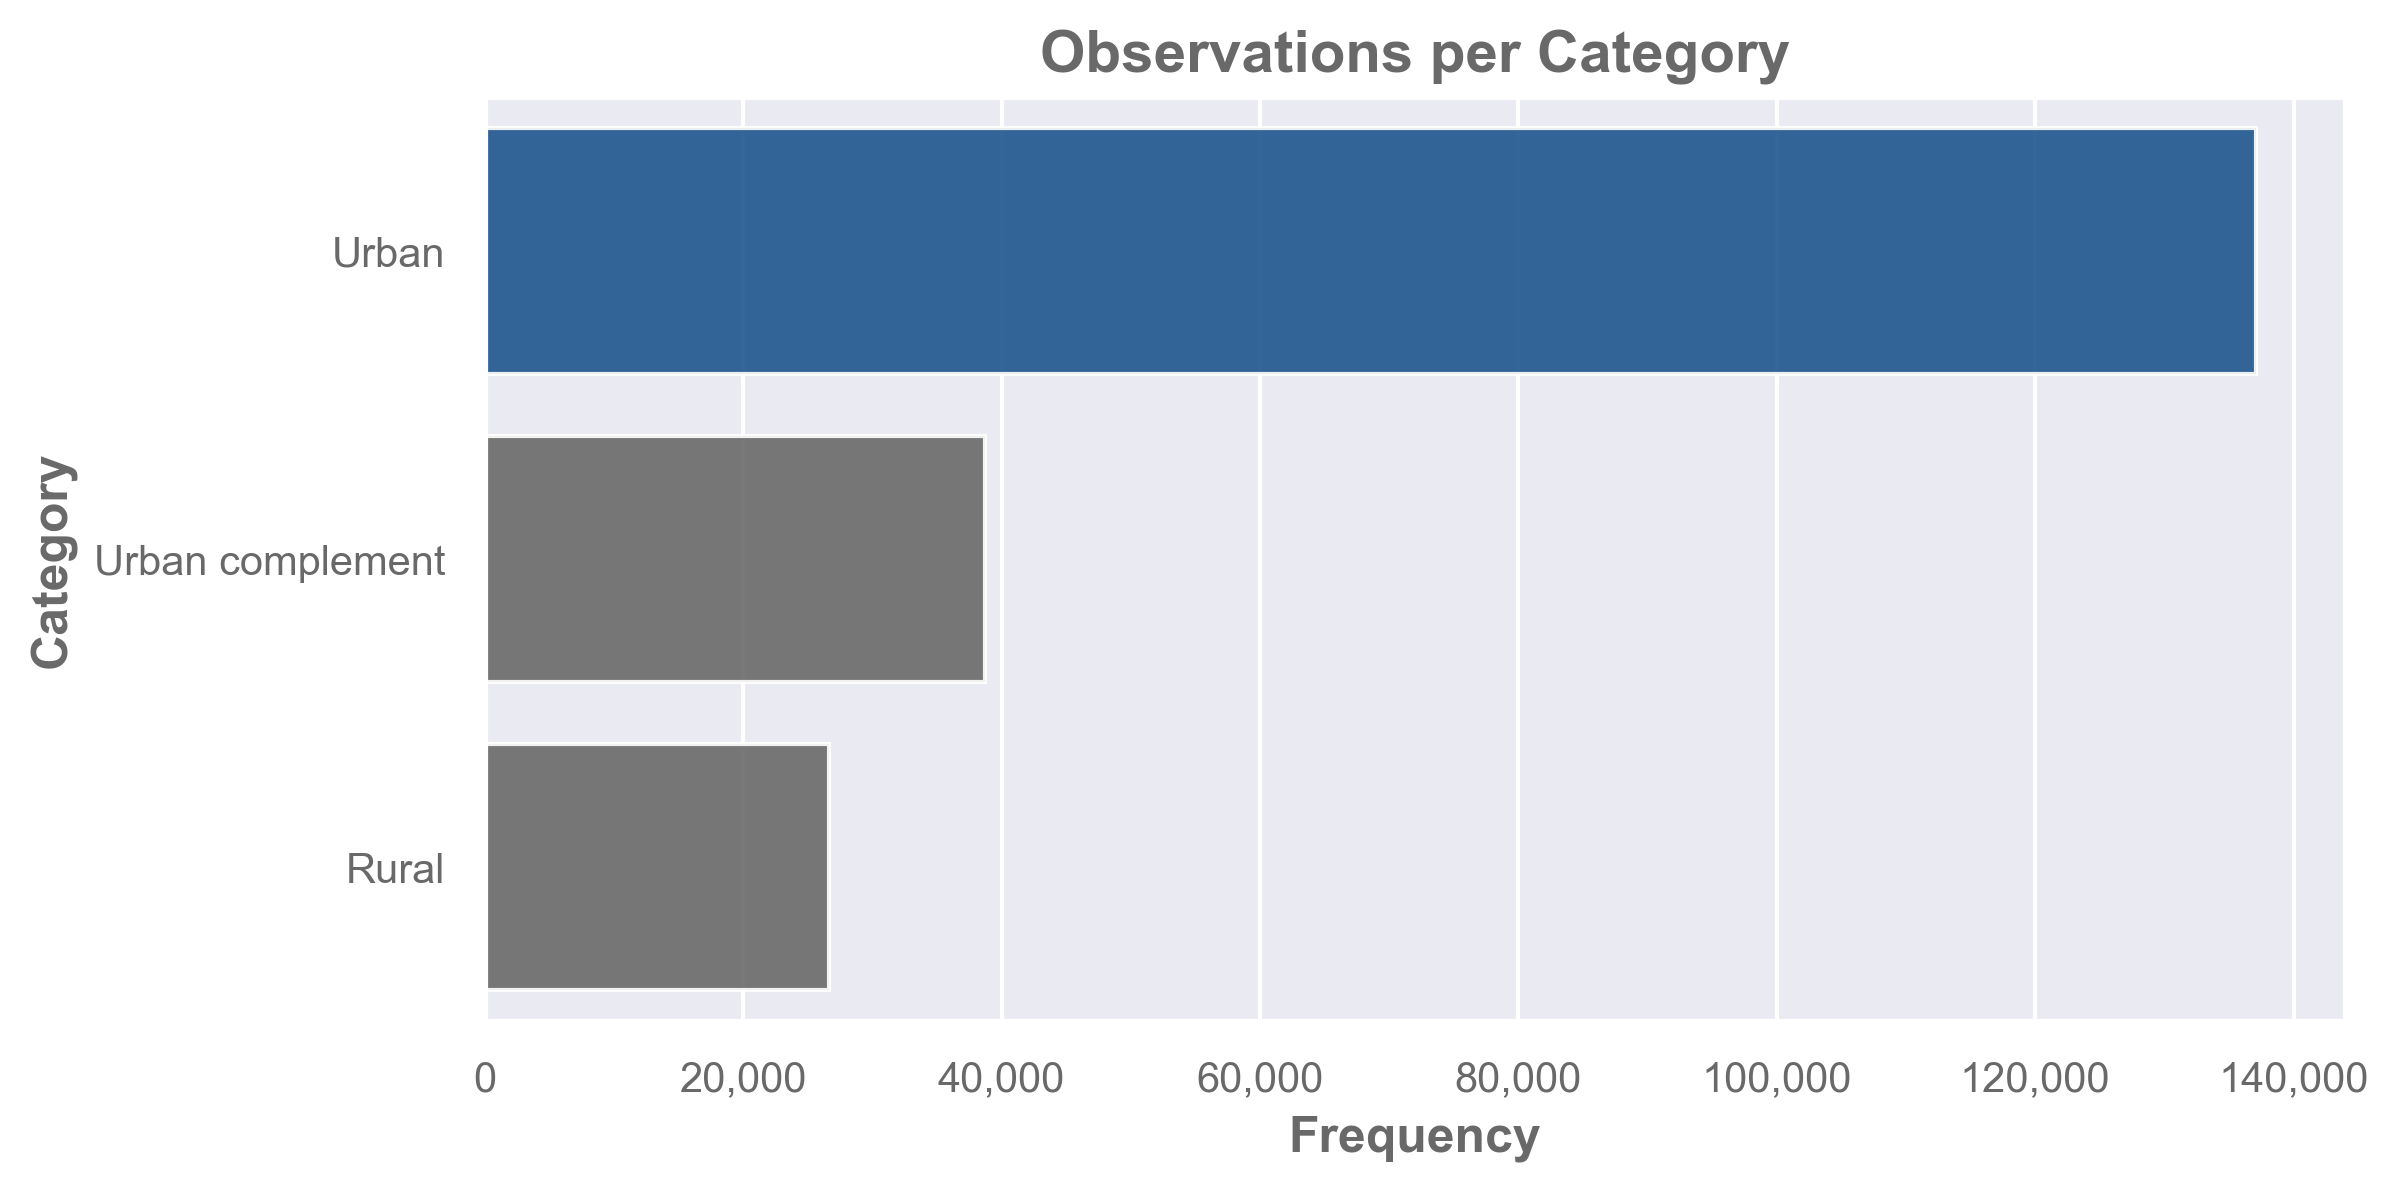 Observations per Category
Category
Urban
Urban complement
Rural
0 20,000 40,000 60,000 80,000 100,000 120,000 140,000
Frequency